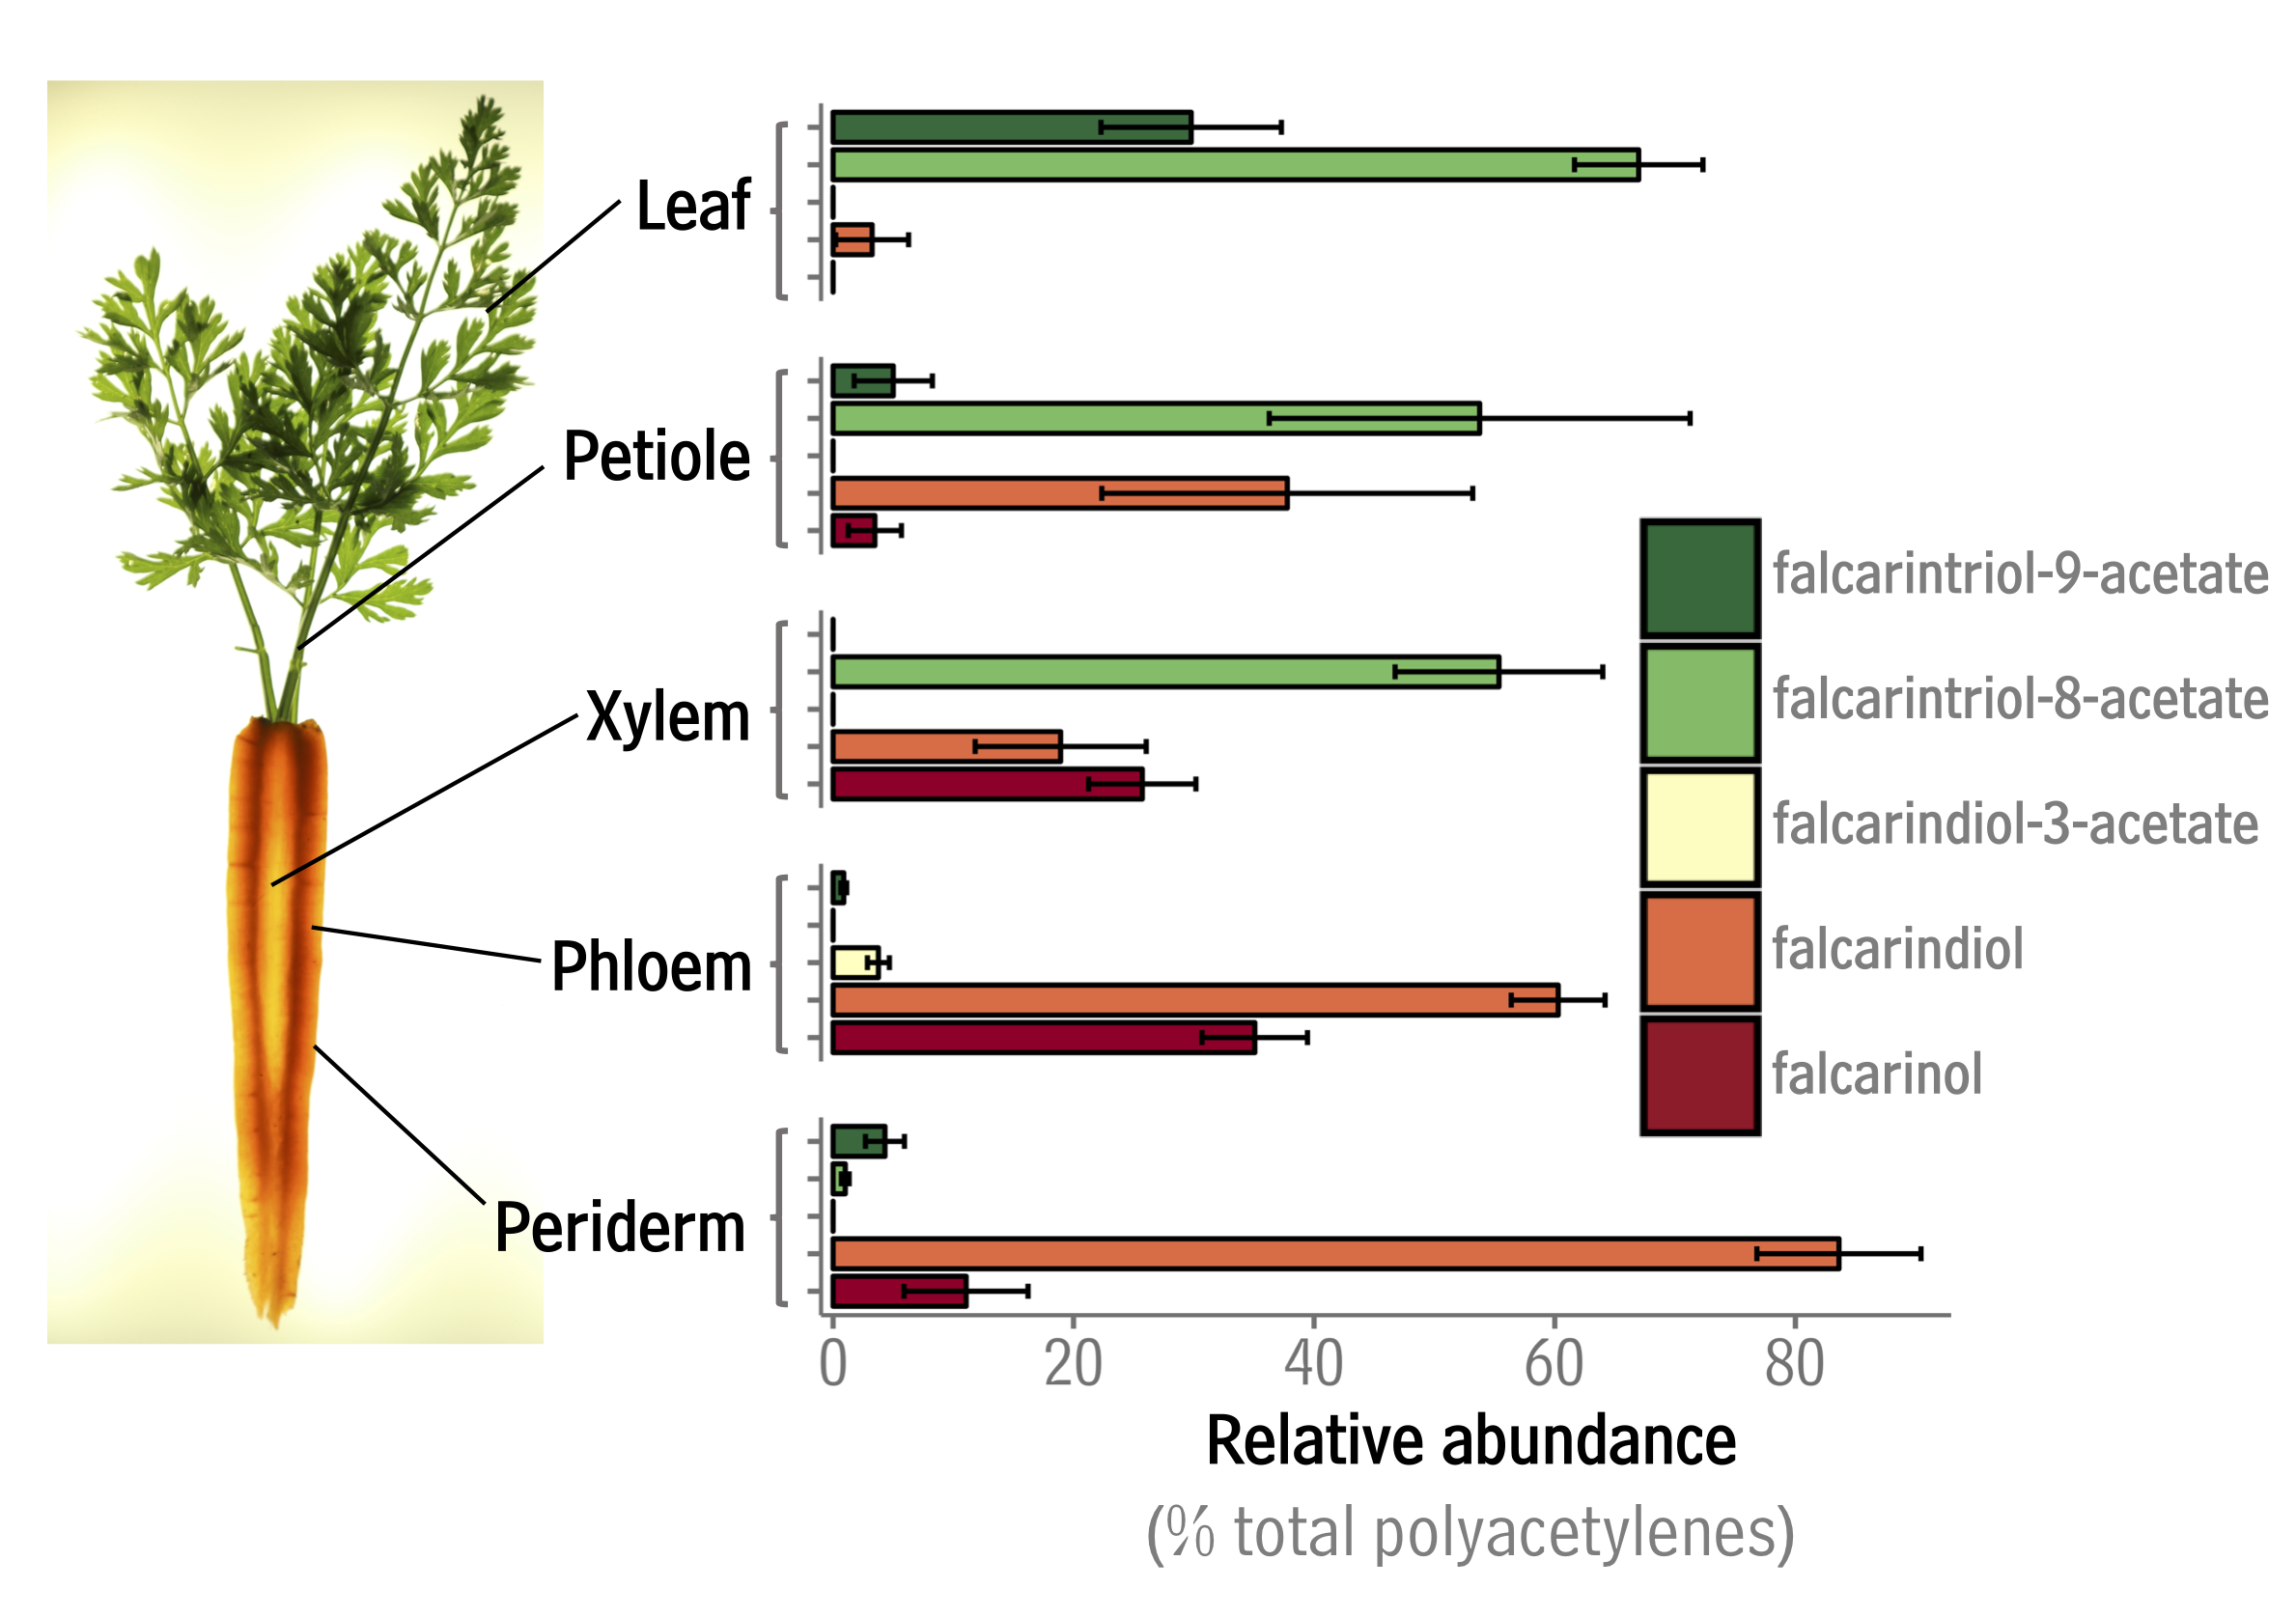 Leaf
Petiole
Xylem
Phloem
Periderm
falcarintriol-9-acetate
falcarintriol-8-acetate
falcarindiol-3-acetate
falcarindiol
falcarinol
0 20 40 60 80
Relative abundance
(% total polyacetylenes)